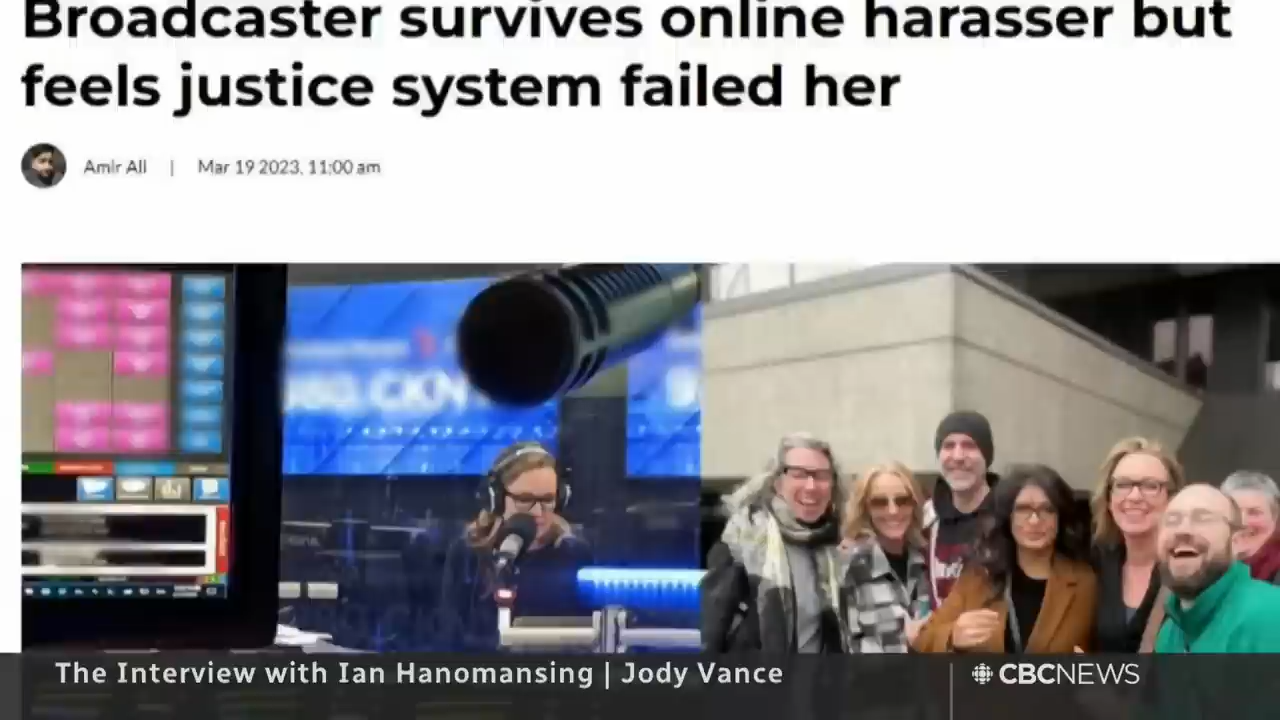 Broadcaster survives online harasser but
feels justice system failed her
Amir Ali | Mar 19 2023, 11:00 am
The Interview with Ian Hanomansing | Jody Vance
CBCNEWS